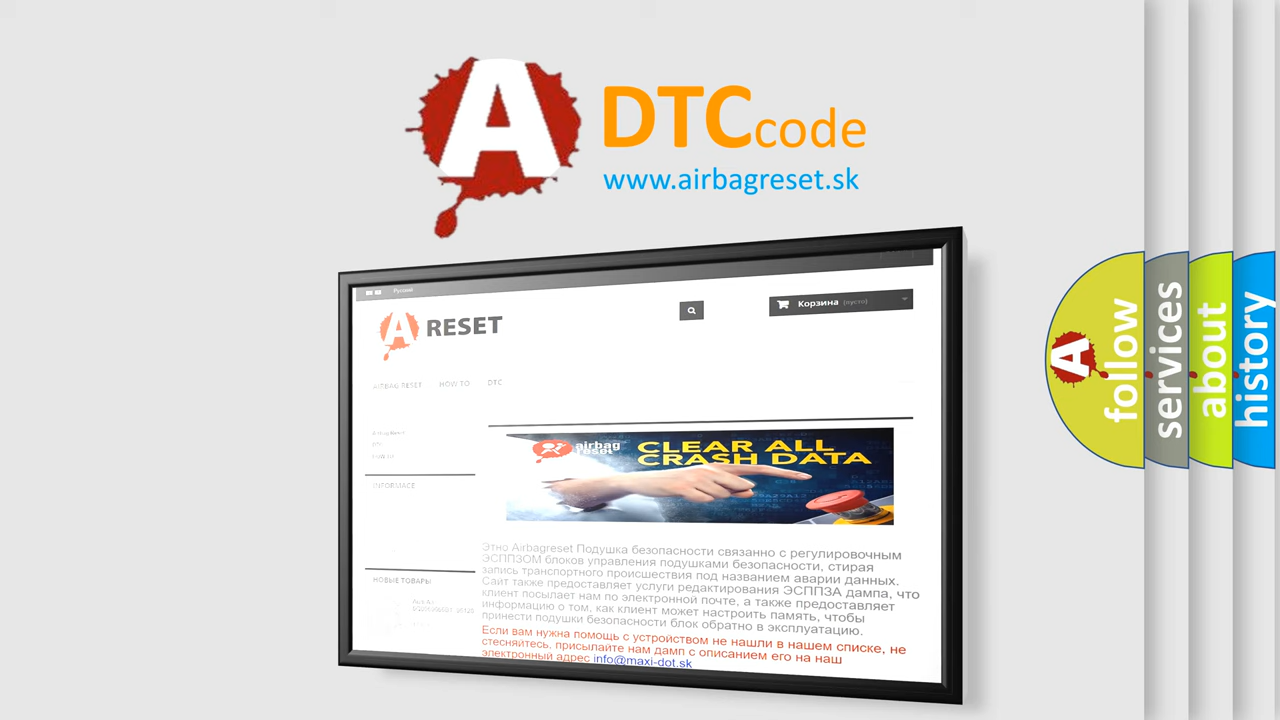 A
DTC code
www.airbagreset.sk
Русский
A RESET
Корзина (пусто)
AIRBAG RESET HOW TO DTC
INFORMACE
airbag
reset
CLEAR ALL
CRASH DATA
НОВЫЕ ТОВАРЫ
Этно Airbagreset Подушка безопасности связанно с регулировочным
ЭСППЗОМ блоков управления подушками безопасности, стирая
запись транспортного происшествия под названием аварии данных.
Сайт также предоставляет услуги редактирования ЭСППЗА дампа, что
клиент посылает нам по электронной почте, а также предоставляет
информацию о том, как клиент может настроить память, чтобы
принести подушки безопасности блок обратно в эксплуатацию.
Если вам нужна помощь с устройством не нашли в нашем списке, не
стесняйтесь, присылайте нам дамп с описанием его на наш
электронный адрес info@maxi-dot.sk
A
follow
services
about
history